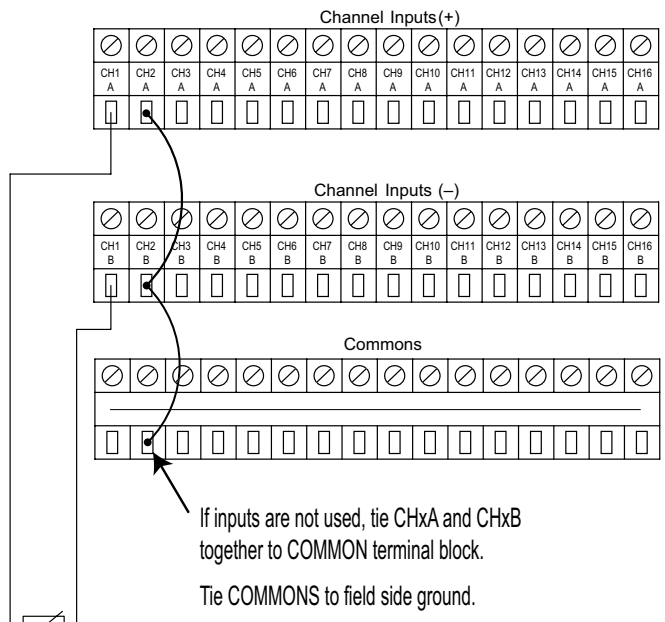 Channel Inputs(+)
CH1 CH2 CH3 CH4 CH5 CH6 CH7 CH8 CH9 CH10 CH11 CH12 CH13 CH14 CH15 CH16
A A A A A A A A A A A A A A A A
Channel Inputs (–)
CH1 CH2 CH3 CH4 CH5 CH6 CH7 CH8 CH9 CH10 CH11 CH12 CH13 CH14 CH15 CH16
B B B B B B B B B B B B B B B B
Commons
If inputs are not used, tie CHxA and CHxB
together to COMMON terminal block.
Tie COMMONS to field side ground.